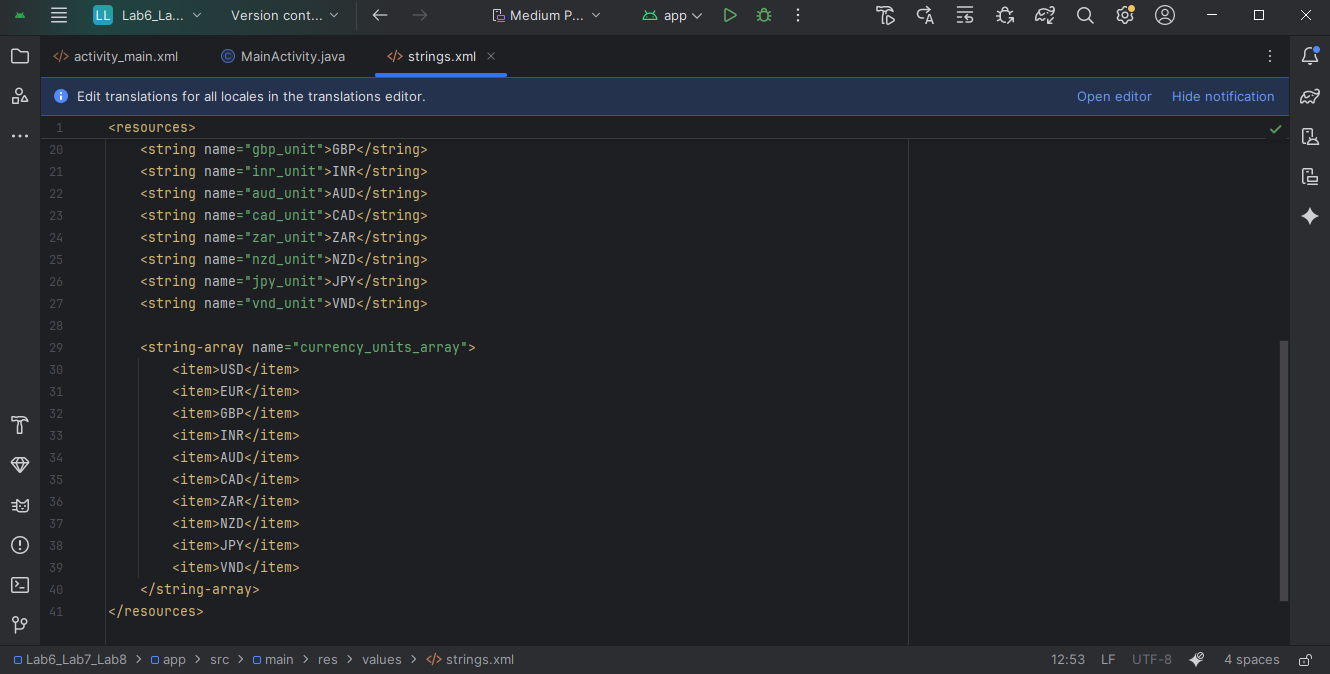 LL Lab6_La... Version cont... Medium P... app
activity_main.xml MainActivity.java strings.xml
Edit translations for all locales in the translations editor. Open editor Hide notification
1 <resources>
20 <string name="gbp_unit">GBP</string>
21 <string name="inr_unit">INR</string>
22 <string name="aud_unit">AUD</string>
23 <string name="cad_unit">CAD</string>
24 <string name="zar_unit">ZAR</string>
25 <string name="nzd_unit">NZD</string>
26 <string name="jpy_unit">JPY</string>
27 <string name="vnd_unit">VND</string>
28
29 <string-array name="currency_units_array">
30 <item>USD</item>
31 <item>EUR</item>
32 <item>GBP</item>
33 <item>INR</item>
34 <item>AUD</item>
35 <item>CAD</item>
36 <item>ZAR</item>
37 <item>NZD</item>
38 <item>JPY</item>
39 <item>VND</item>
40 </string-array>
41 </resources>
Lab6_Lab7_Lab8 > app > src > main > res > values > </> strings.xml 12:53 LF UTF-8 4 spaces